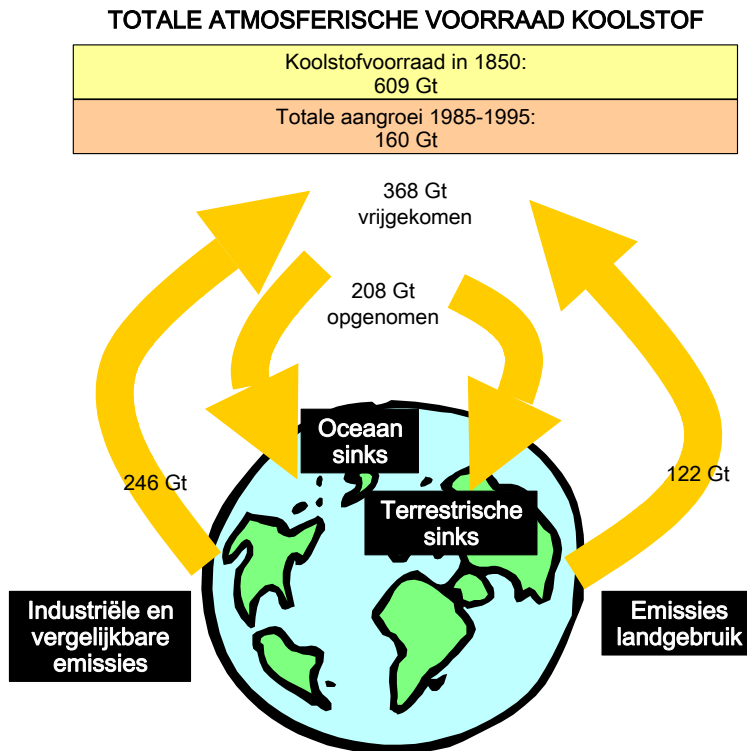 TOTALE ATMOSFERISCHE VOORRAAD KOOLSTOF
Koolstofvoorraad in 1850:
609 Gt
Totale aangroei 1985-1995:
160 Gt
368 Gt
vrijgekomen
208 Gt
opgenomen
Oceaan
sinks
246 Gt
122 Gt
Terrestrische
sinks
Industriële en
vergelijkbare
emissies
Emissies
landgebruik